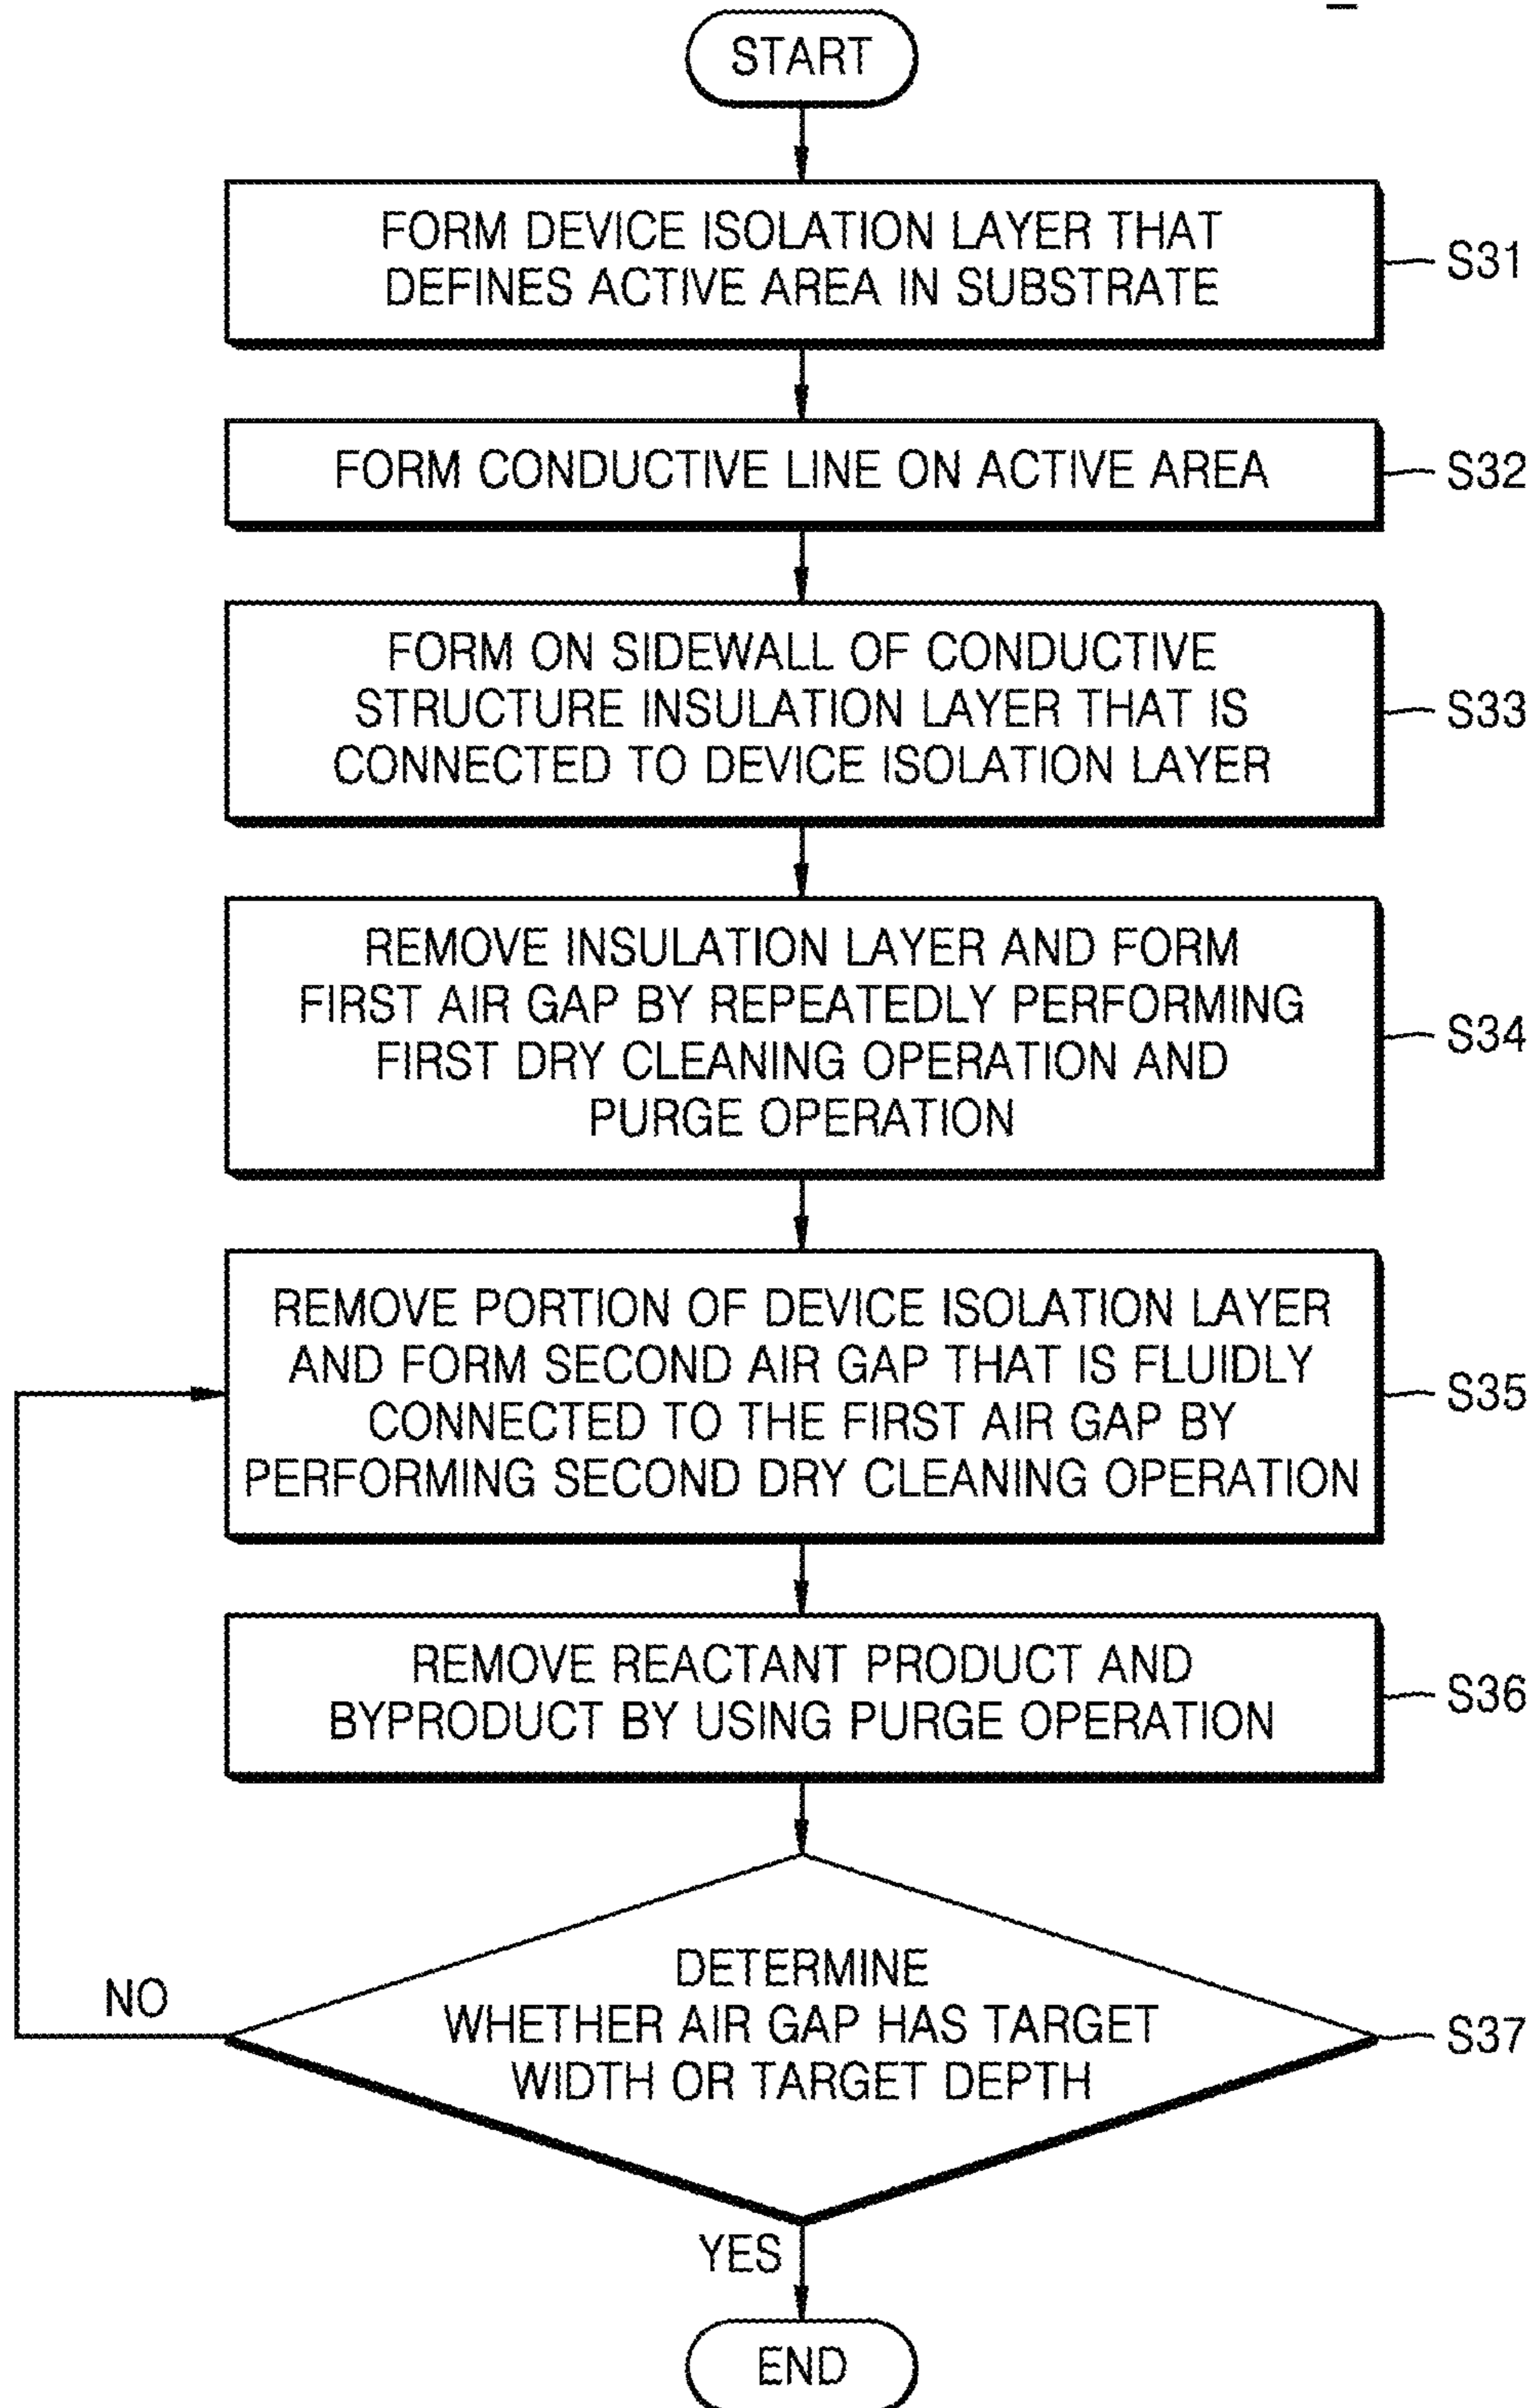 START
FORM DEVICE ISOLATION LAYER THAT
DEFINES ACTIVE AREA IN SUBSTRATE
S31
FORM CONDUCTIVE LINE ON ACTIVE AREA
S32
FORM ON SIDEWALL OF CONDUCTIVE
STRUCTURE INSULATION LAYER THAT IS
CONNECTED TO DEVICE ISOLATION LAYER
S33
REMOVE INSULATION LAYER AND FORM
FIRST AIR GAP BY REPEATEDLY PERFORMING
FIRST DRY CLEANING OPERATION AND
PURGE OPERATION
S34
REMOVE PORTION OF DEVICE ISOLATION LAYER
AND FORM SECOND AIR GAP THAT IS FLUIDLY
CONNECTED TO THE FIRST AIR GAP BY
PERFORMING SECOND DRY CLEANING OPERATION
S35
REMOVE REACTANT PRODUCT AND
BYPRODUCT BY USING PURGE OPERATION
S36
DETERMINE
WHETHER AIR GAP HAS TARGET
WIDTH OR TARGET DEPTH
S37
NO
YES
END